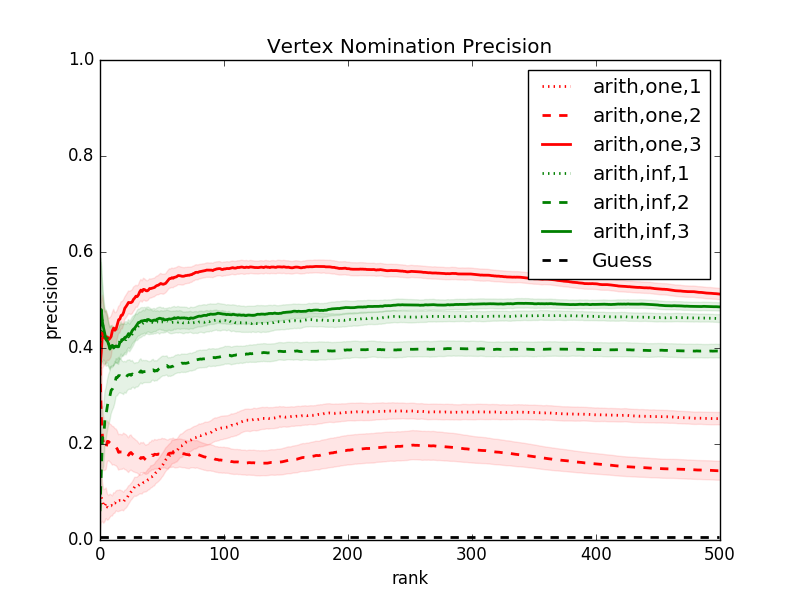 Vertex Nomination Precision
1.0
0.8
0.6
0.4
0.2
0.0
precision
0 100 200 300 400 500
rank
arith,one,1
arith,one,2
arith,one,3
arith,inf,1
arith,inf,2
arith,inf,3
Guess